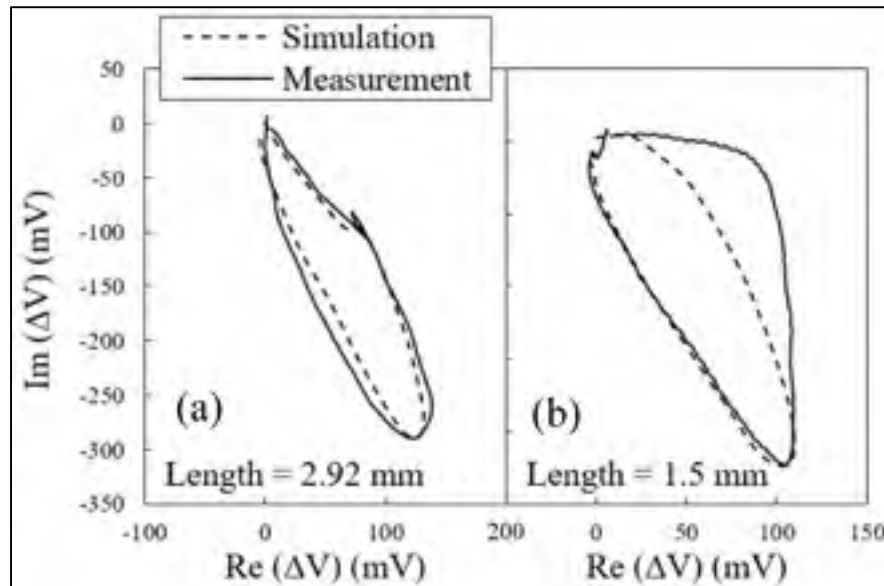 Simulation
Measurement
50
0
-50
-100
-150
-200
-250
-300
-350
Im (ΔV) (mV)
(a)
(b)
Length = 2.92 mm
Length = 1.5 mm
-100 0 100 200 0 50 100 150
Re (ΔV) (mV) Re (ΔV) (mV)